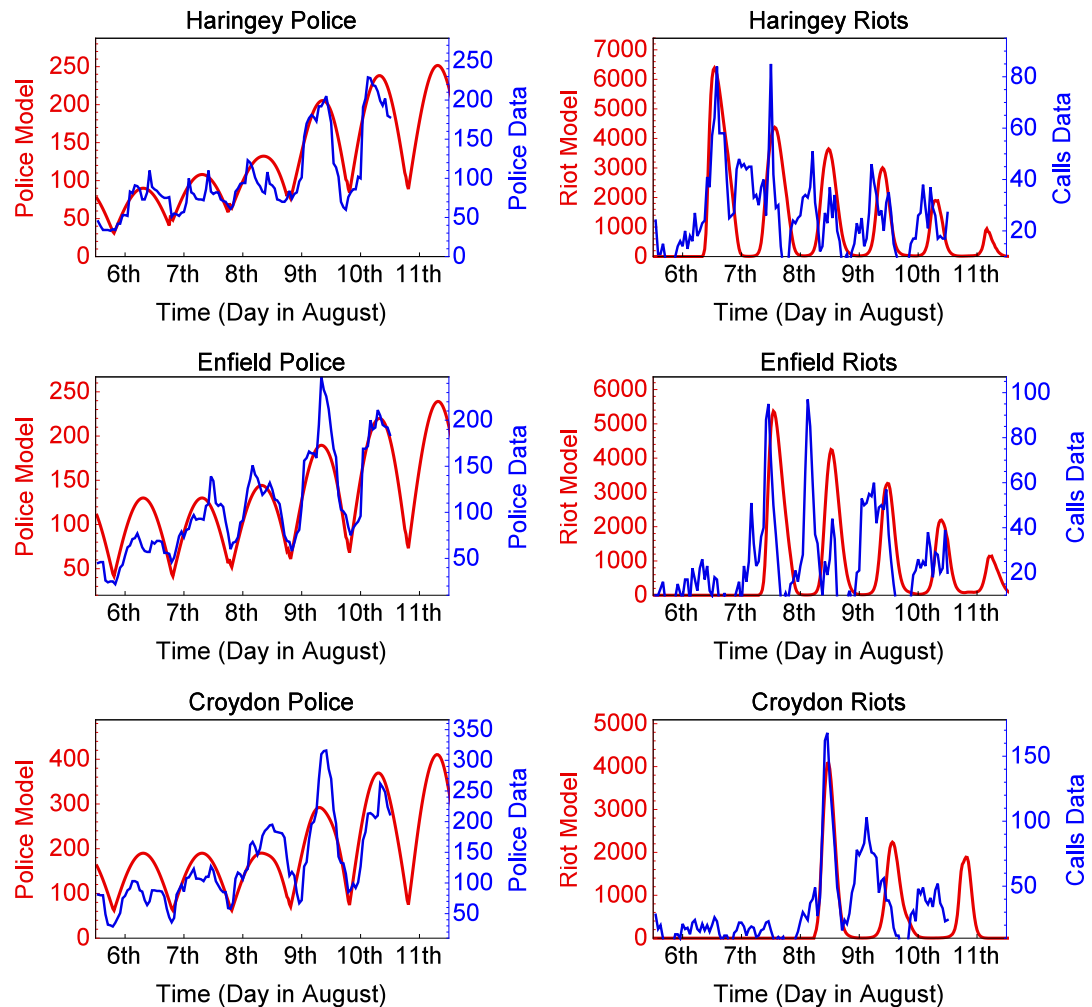 Haringey Police
Police Model
250
200
150
100
50
0
200
150
100
50
0
Police Data
6th 7th 8th 9th 10th 11th
Time (Day in August)
Haringey Riots
Riot Model
7000
6000
5000
4000
3000
2000
1000
0
80
60
40
20
Calls Data
6th 7th 8th 9th 10th 11th
Time (Day in August)
Enfield Police
Police Model
250
200
150
100
50
200
150
100
50
0
Police Data
6th 7th 8th 9th 10th 11th
Time (Day in August)
Enfield Riots
Riot Model
6000
5000
4000
3000
2000
1000
0
100
80
60
40
20
Calls Data
6th 7th 8th 9th 10th 11th
Time (Day in August)
Croydon Police
Police Model
400
300
200
100
0
350
300
250
200
150
100
50
Police Data
6th 7th 8th 9th 10th 11th
Time (Day in August)
Croydon Riots
Riot Model
5000
4000
3000
2000
1000
0
150
100
50
Calls Data
6th 7th 8th 9th 10th 11th
Time (Day in August)